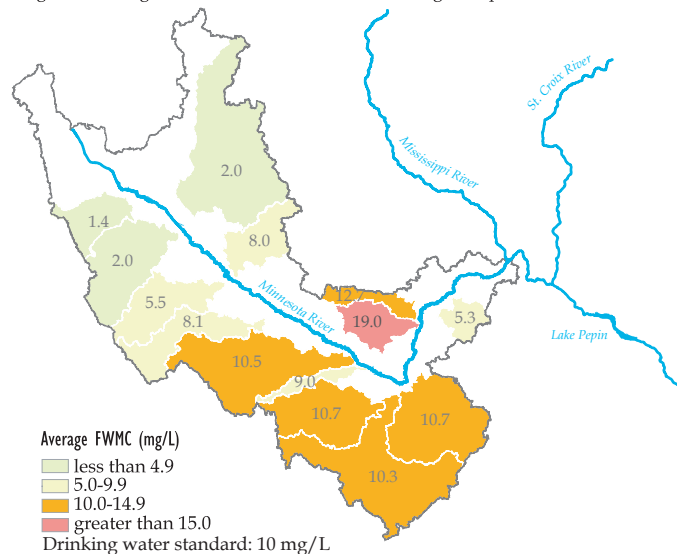 St. Croix River
Mississippi River
2.0
1.4
8.0
2.0
Minnesota River
12.7
5.5
19.0
5.3
8.1
Lake Pepin
10.5
9.0
10.7
10.7
10.3
Average FWMC (mg/L)
less than 4.9
5.0-9.9
10.0-14.9
greater than 15.0
Drinking water standard: 10 mg/L